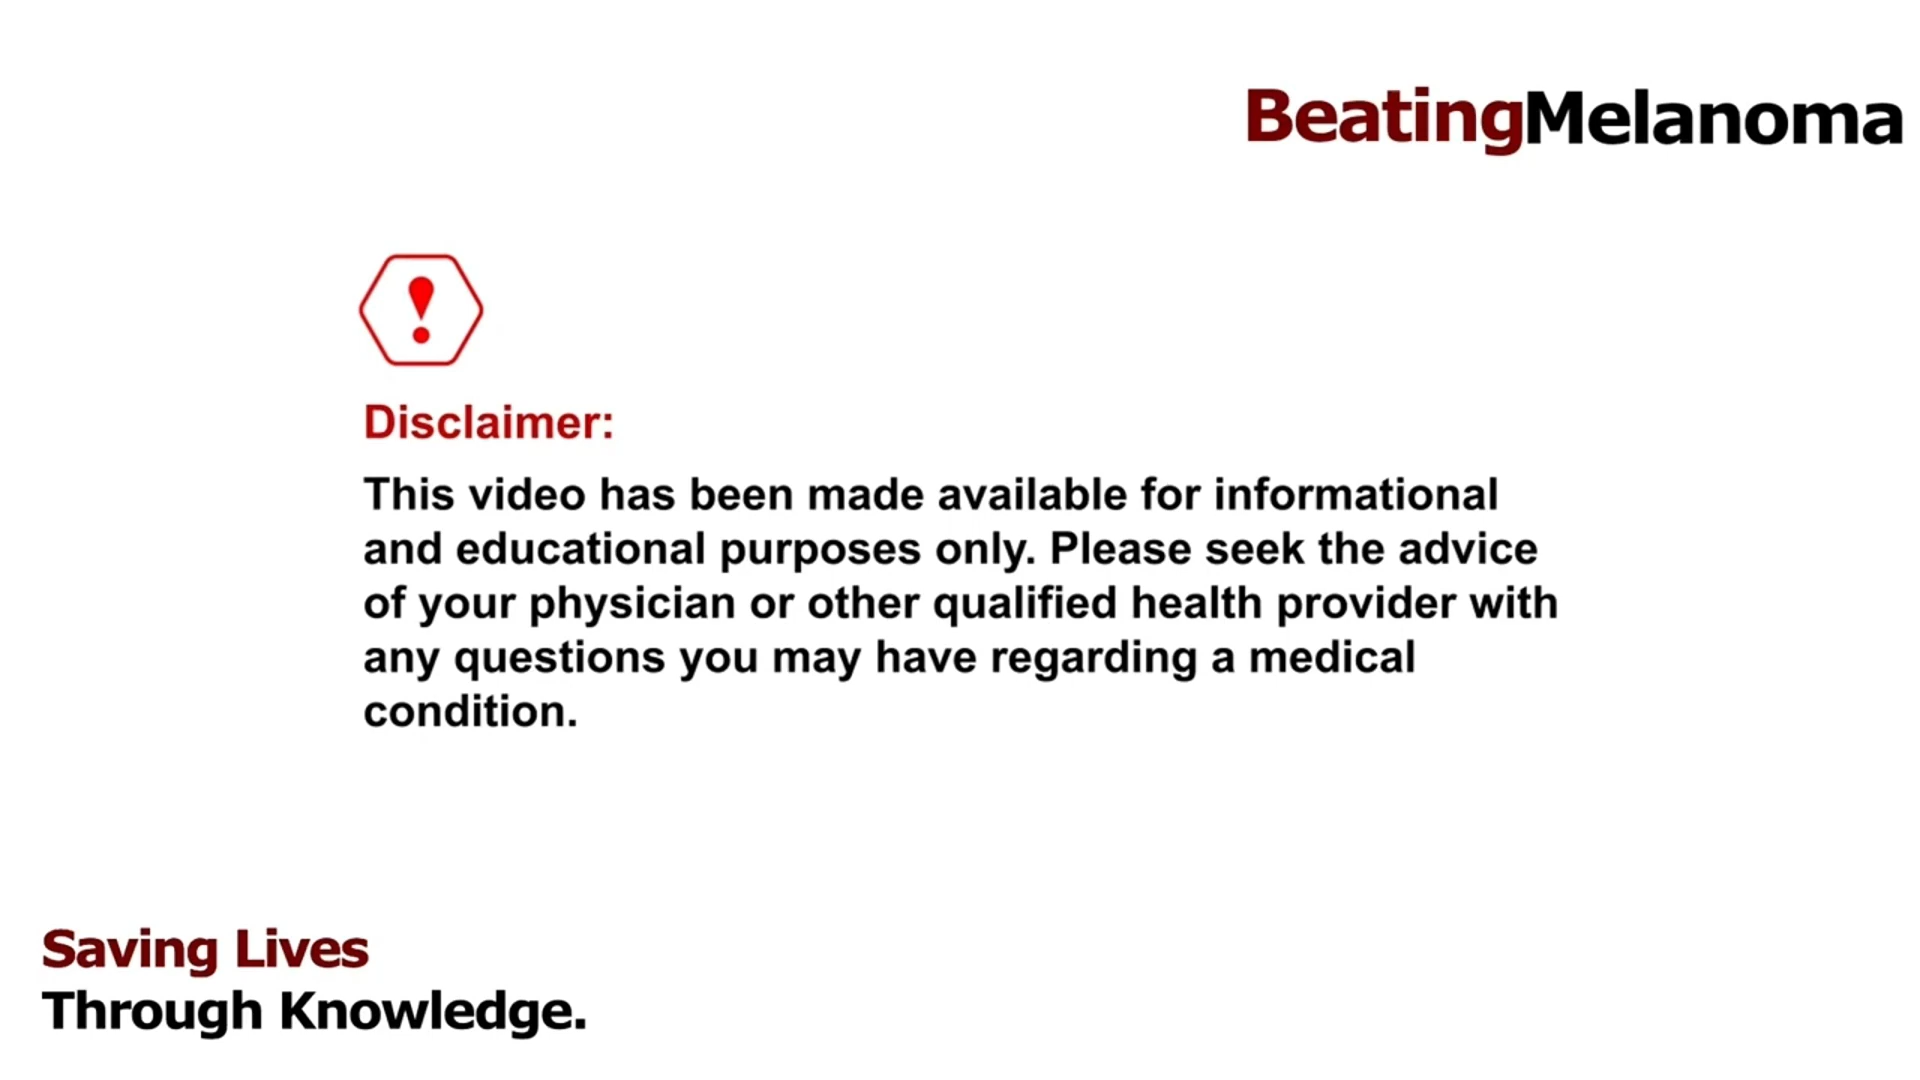 BeatingMelanoma
Disclaimer:
This video has been made available for informational
and educational purposes only. Please seek the advice
of your physician or other qualified health provider with
any questions you may have regarding a medical
condition.
Saving Lives
Through Knowledge.